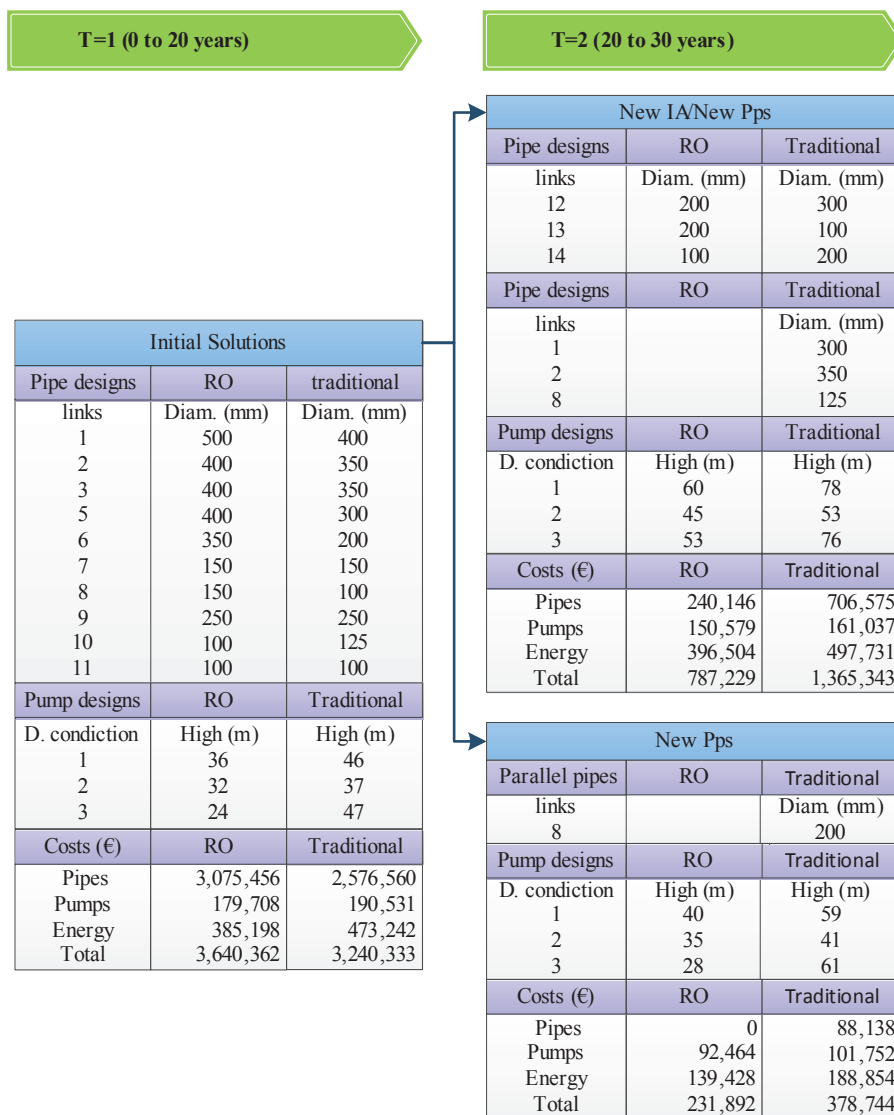 T=1 (0 to 20 years)
T=2 (20 to 30 years)
Initial Solutions
Pipe designs RO traditional
links Diam. (mm) Diam. (mm)
1 500 400
2 400 350
3 400 350
5 400 300
6 350 200
7 150 150
8 150 100
9 250 250
10 100 125
11 100 100
Pump designs RO Traditional
D. condiction High (m) High (m)
1 36 46
2 32 37
3 24 47
Costs (€) RO Traditional
Pipes 3,075,456 2,576,560
Pumps 179,708 190,531
Energy 385,198 473,242
Total 3,640,362 3,240,333
New IA/New Pps
Pipe designs RO Traditional
links Diam. (mm) Diam. (mm)
12 200 300
13 200 100
14 100 200
Pipe designs RO Traditional
links Diam. (mm)
1 300
2 350
8 125
Pump designs RO Traditional
D. condiction High (m) High (m)
1 60 78
2 45 53
3 53 76
Costs (€) RO Traditional
Pipes 240,146 706,575
Pumps 150,579 161,037
Energy 396,504 497,731
Total 787,229 1,365,343
New Pps
Parallel pipes RO Traditional
links Diam. (mm)
8 200
Pump designs RO Traditional
D. condiction High (m) High (m)
1 40 59
2 35 41
3 28 61
Costs (€) RO Traditional
Pipes 0 88,138
Pumps 92,464 101,752
Energy 139,428 188,854
Total 231,892 378,744